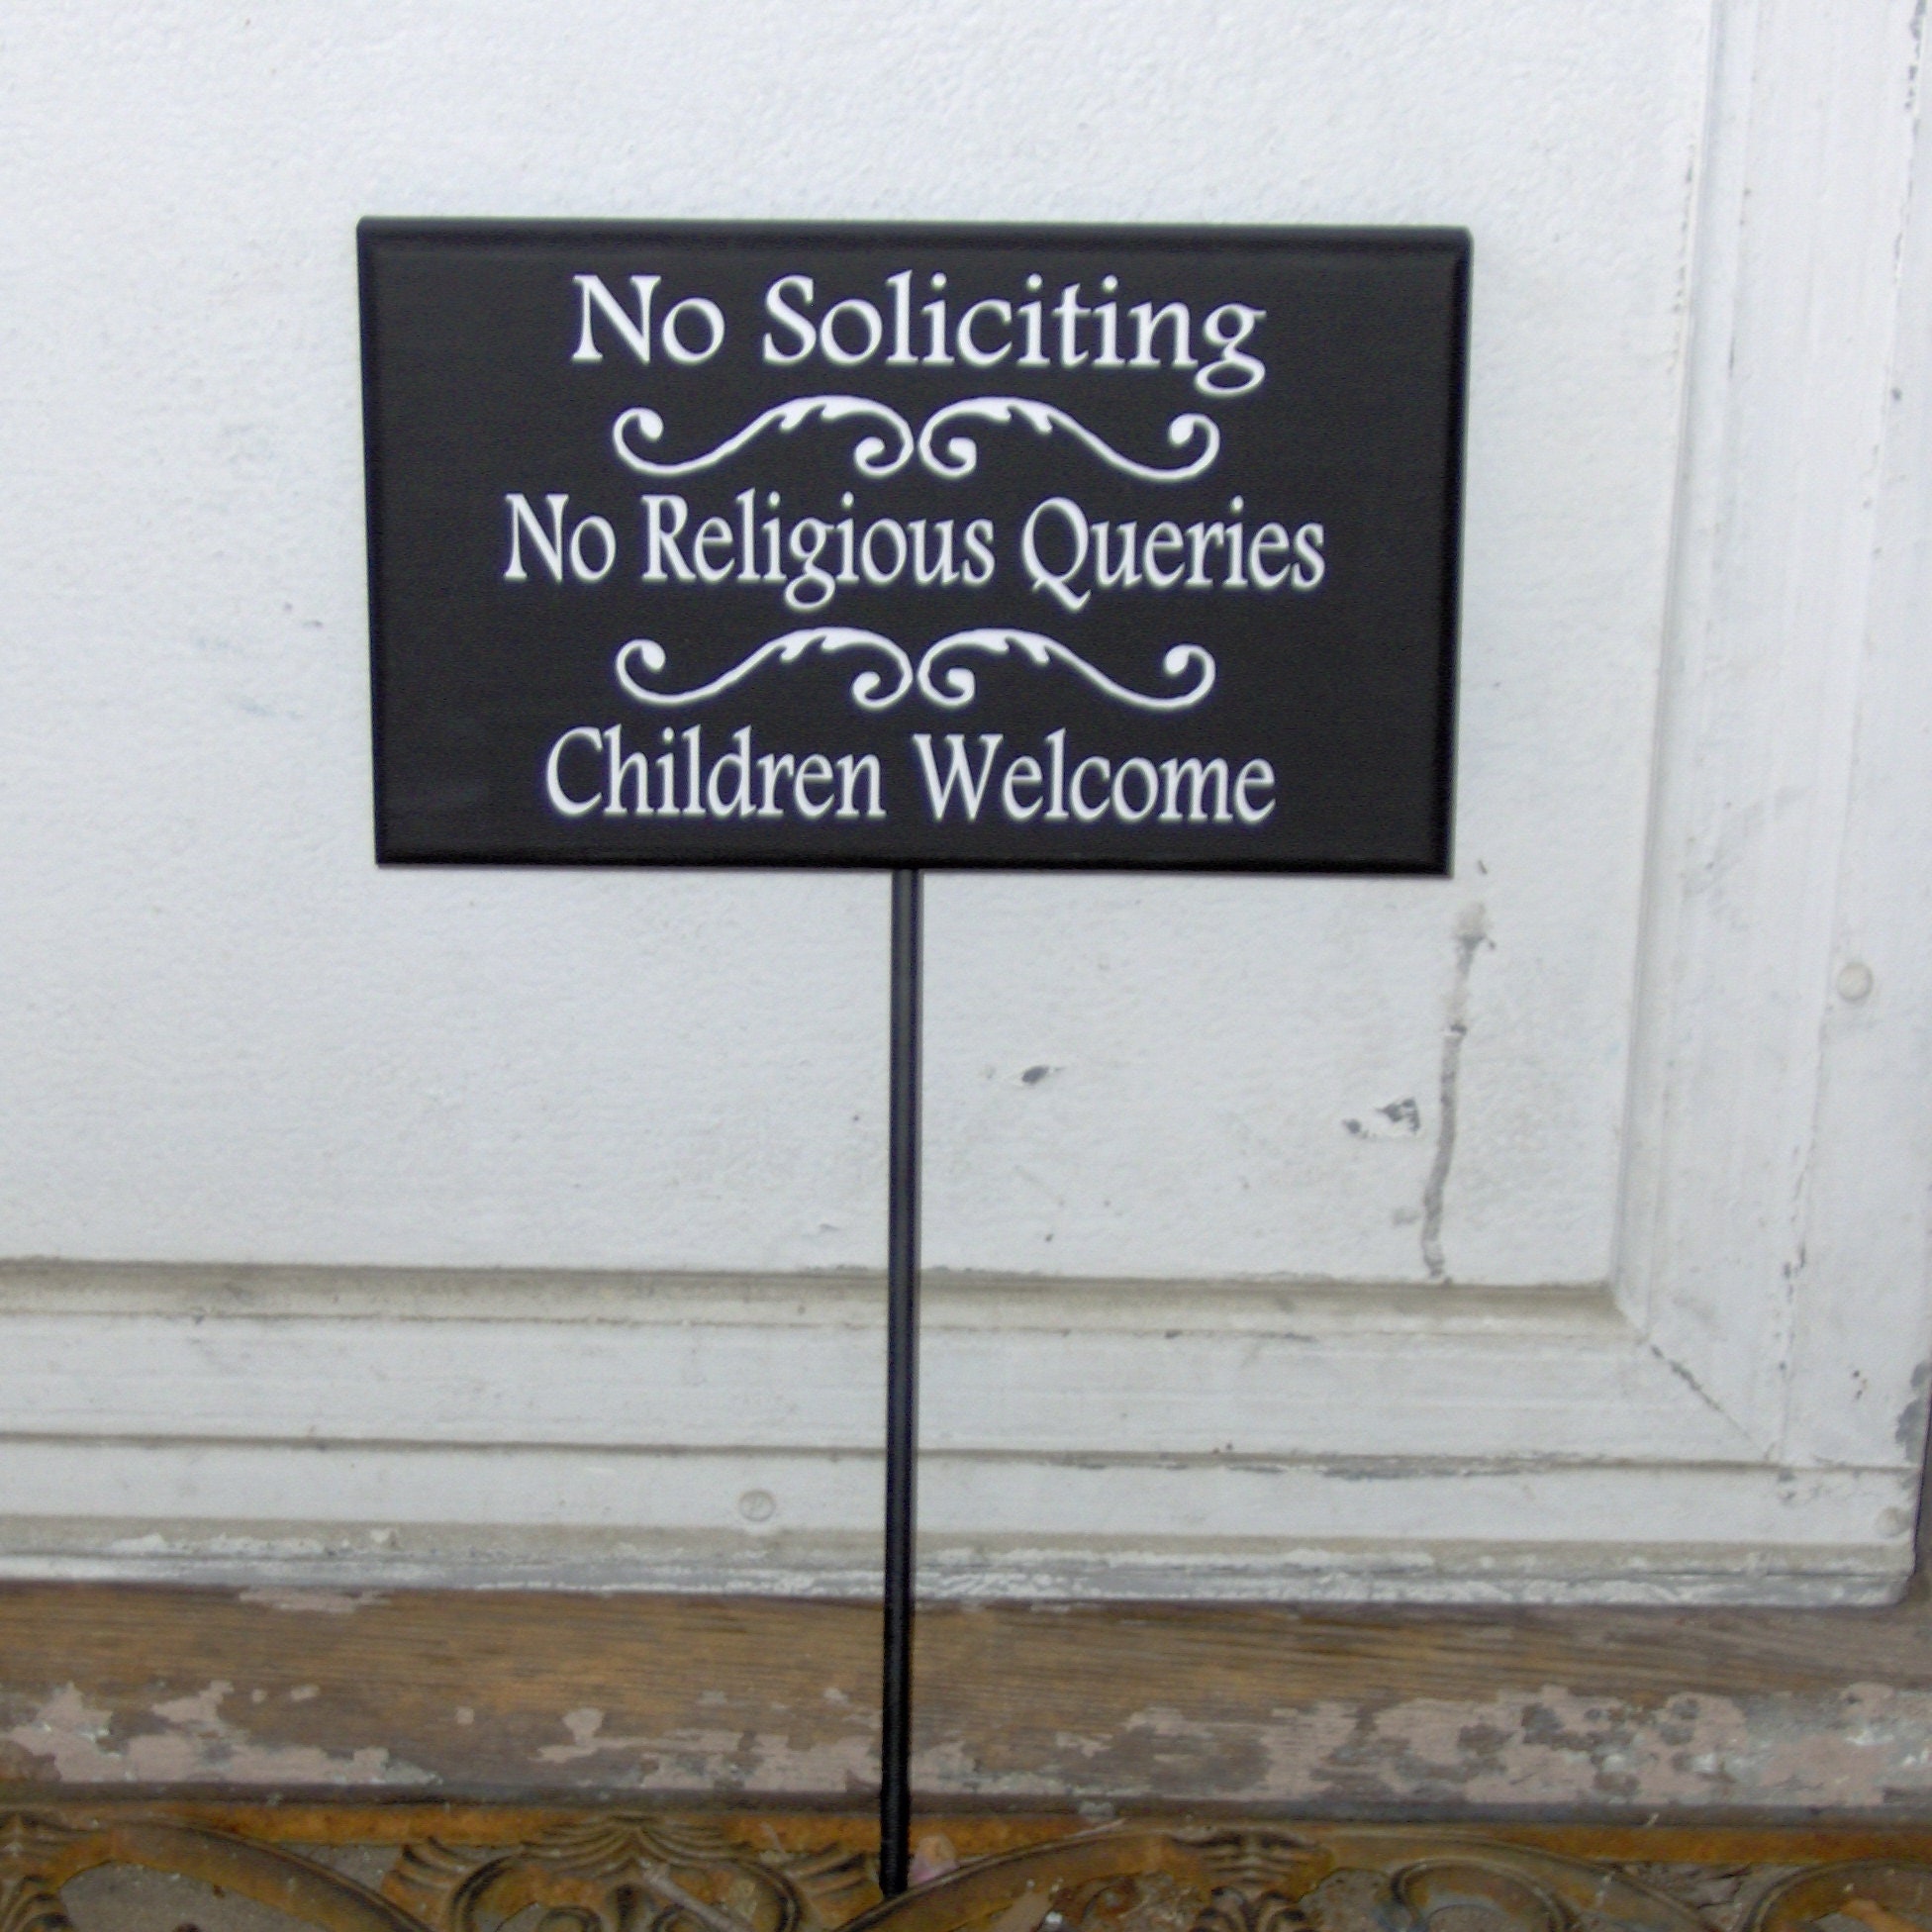 No Soliciting
No Religious Queries
Children Welcome